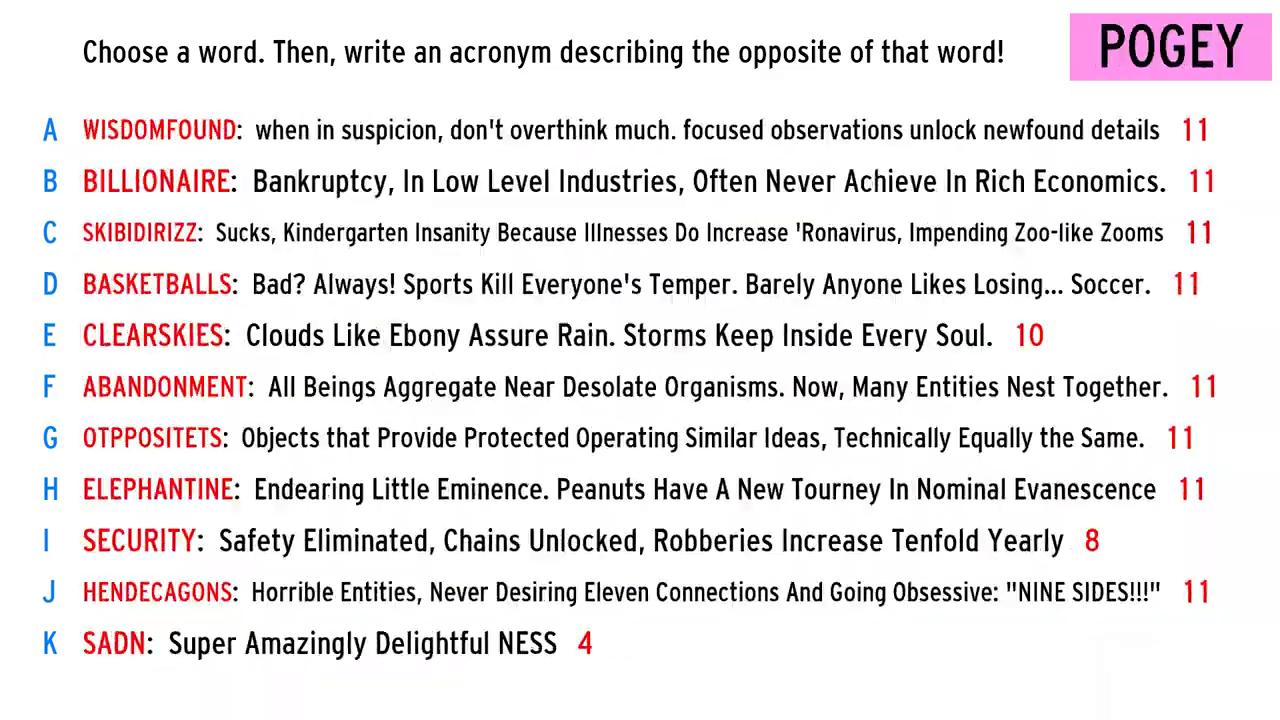 Choose a word. Then, write an acronym describing the opposite of that word!
POGEY
A WISDOMFOUND: when in suspicion, don't overthink much. focused observations unlock newfound details 11
B BILLIONAIRE: Bankruptcy, In Low Level Industries, Often Never Achieve In Rich Economics. 11
C SKIBIDIRIZZ: Sucks, Kindergarten Insanity Because Illnesses Do Increase 'Ronavirus, Impending Zoo-like Zooms 11
D BASKETBALLS: Bad? Always! Sports Kill Everyone's Temper. Barely Anyone Likes Losing... Soccer. 11
E CLEARSKIES: Clouds Like Ebony Assure Rain. Storms Keep Inside Every Soul. 10
F ABANDONMENT: All Beings Aggregate Near Desolate Organisms. Now, Many Entities Nest Together. 11
G OTPPOSITETS: Objects that Provide Protected Operating Similar Ideas, Technically Equally the Same. 11
H ELEPHANTINE: Endearing Little Eminence. Peanuts Have A New Tourney In Nominal Evanescence 11
I SECURITY: Safety Eliminated, Chains Unlocked, Robberies Increase Tenfold Yearly 8
J HENDECAGONS: Horrible Entities, Never Desiring Eleven Connections And Going Obsessive: "NINE SIDES!!!" 11
K SADN: Super Amazingly Delightful NESS 4